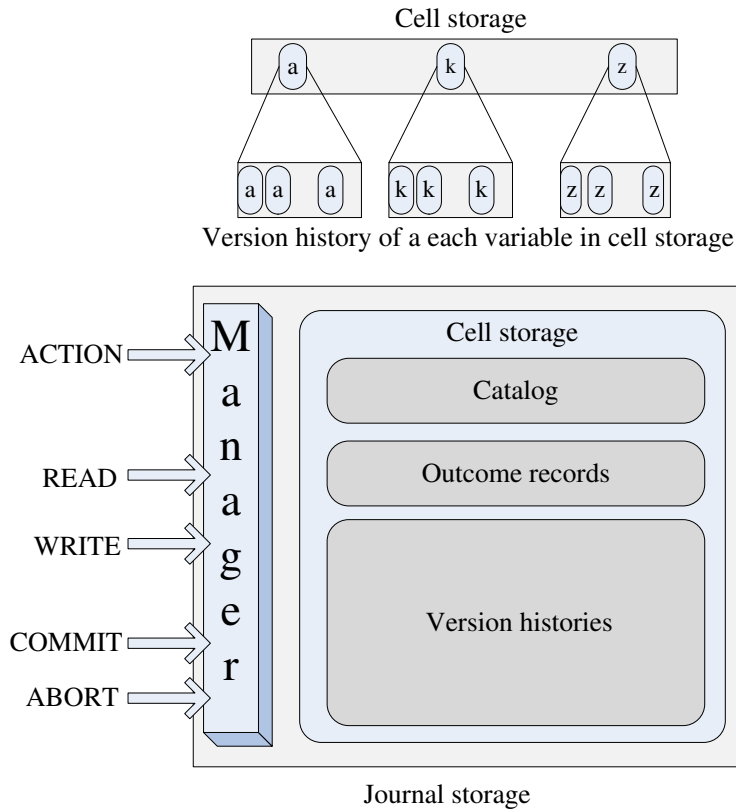 Cell storage
a k z
a a a k k k z z z
Version history of a each variable in cell storage
Manager
Cell storage
ACTION
Catalog
READ
Outcome records
WRITE
Version histories
COMMIT
ABORT
Journal storage